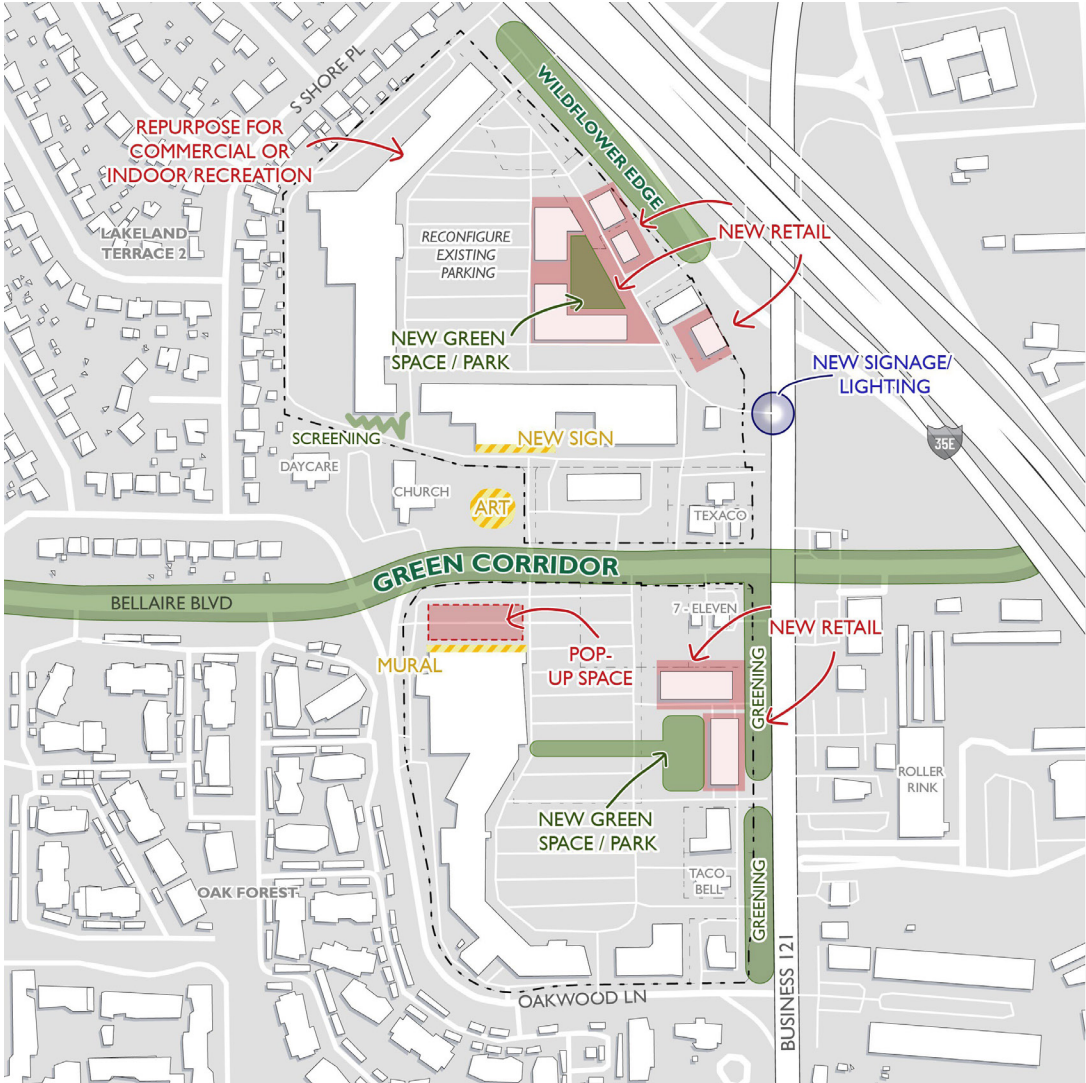 S SHORE PL
WILDFLOWER EDGE
REPURPOSE FOR
COMMERCIAL OR
INDOOR RECREATION
LAKELAND
TERRACE 2
RECONFIGURE
EXISTING
PARKING
NEW RETAIL
NEW GREEN
SPACE / PARK
NEW SIGNAGE/
LIGHTING
35E
SCREENING
NEW SIGN
DAYCARE
CHURCH
ART
TEXACO
GREEN CORRIDOR
BELLAIRE BLVD
7 - ELEVEN
NEW RETAIL
MURAL
POP-
UP SPACE
GREENING
ROLLER
RINK
NEW GREEN
SPACE / PARK
TACO
BELL
OAK FOREST
GREENING
OAKWOOD LN
BUSINESS 121